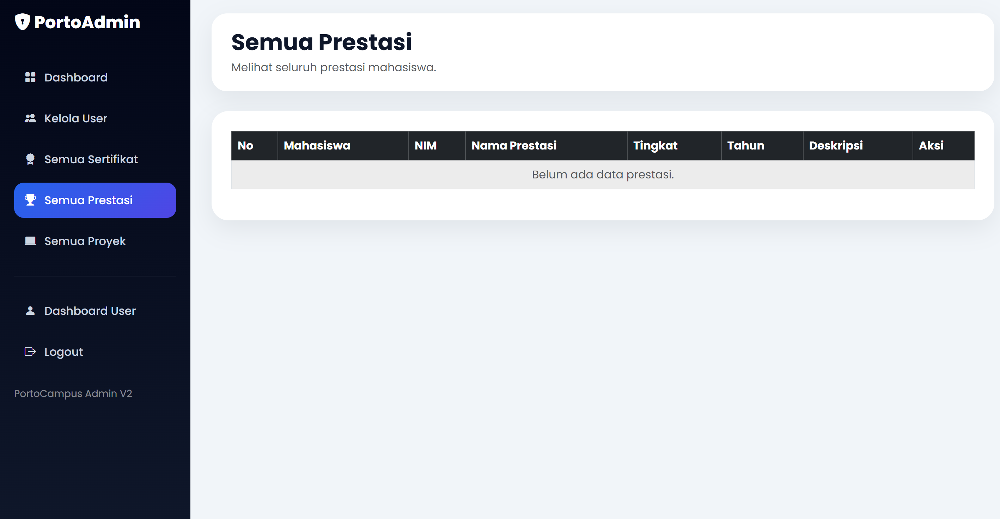 PortoAdmin
Dashboard
Kelola User
Semua Sertifikat
Semua Prestasi
Semua Proyek
Dashboard User
Logout
PortoCampus Admin V2
Semua Prestasi
Melihat seluruh prestasi mahasiswa.
No Mahasiswa NIM Nama Prestasi Tingkat Tahun Deskripsi Aksi
Belum ada data prestasi.